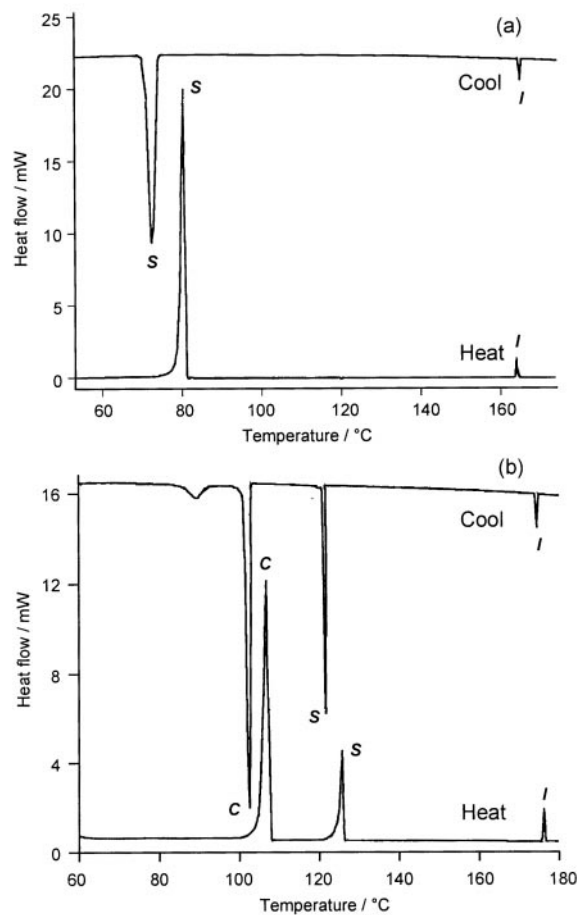 (a)
25
20
15
10
5
0
Heat flow / mW
S
Cool
I
S
I
Heat
80
100
120
140
160
Temperature / °C
(b)
16
12
8
4
0
Heat flow / mW
Cool
I
C
S
S
C
I
Heat
60
80
100
120
140
160
180
Temperature / °C